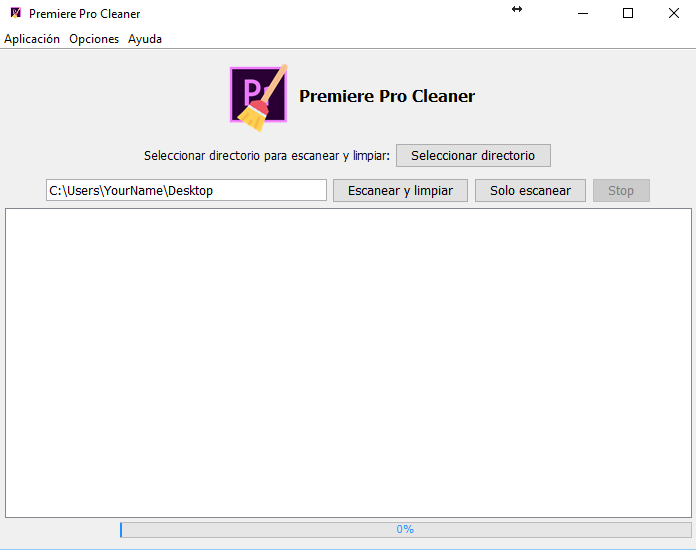 Premiere Pro Cleaner
Aplicación Opciones Ayuda
Pr
Premiere Pro Cleaner
Seleccionar directorio para escanear y limpiar: Seleccionar directorio
C:\Users\YourName\Desktop Escanear y limpiar Solo escanear Stop
0%